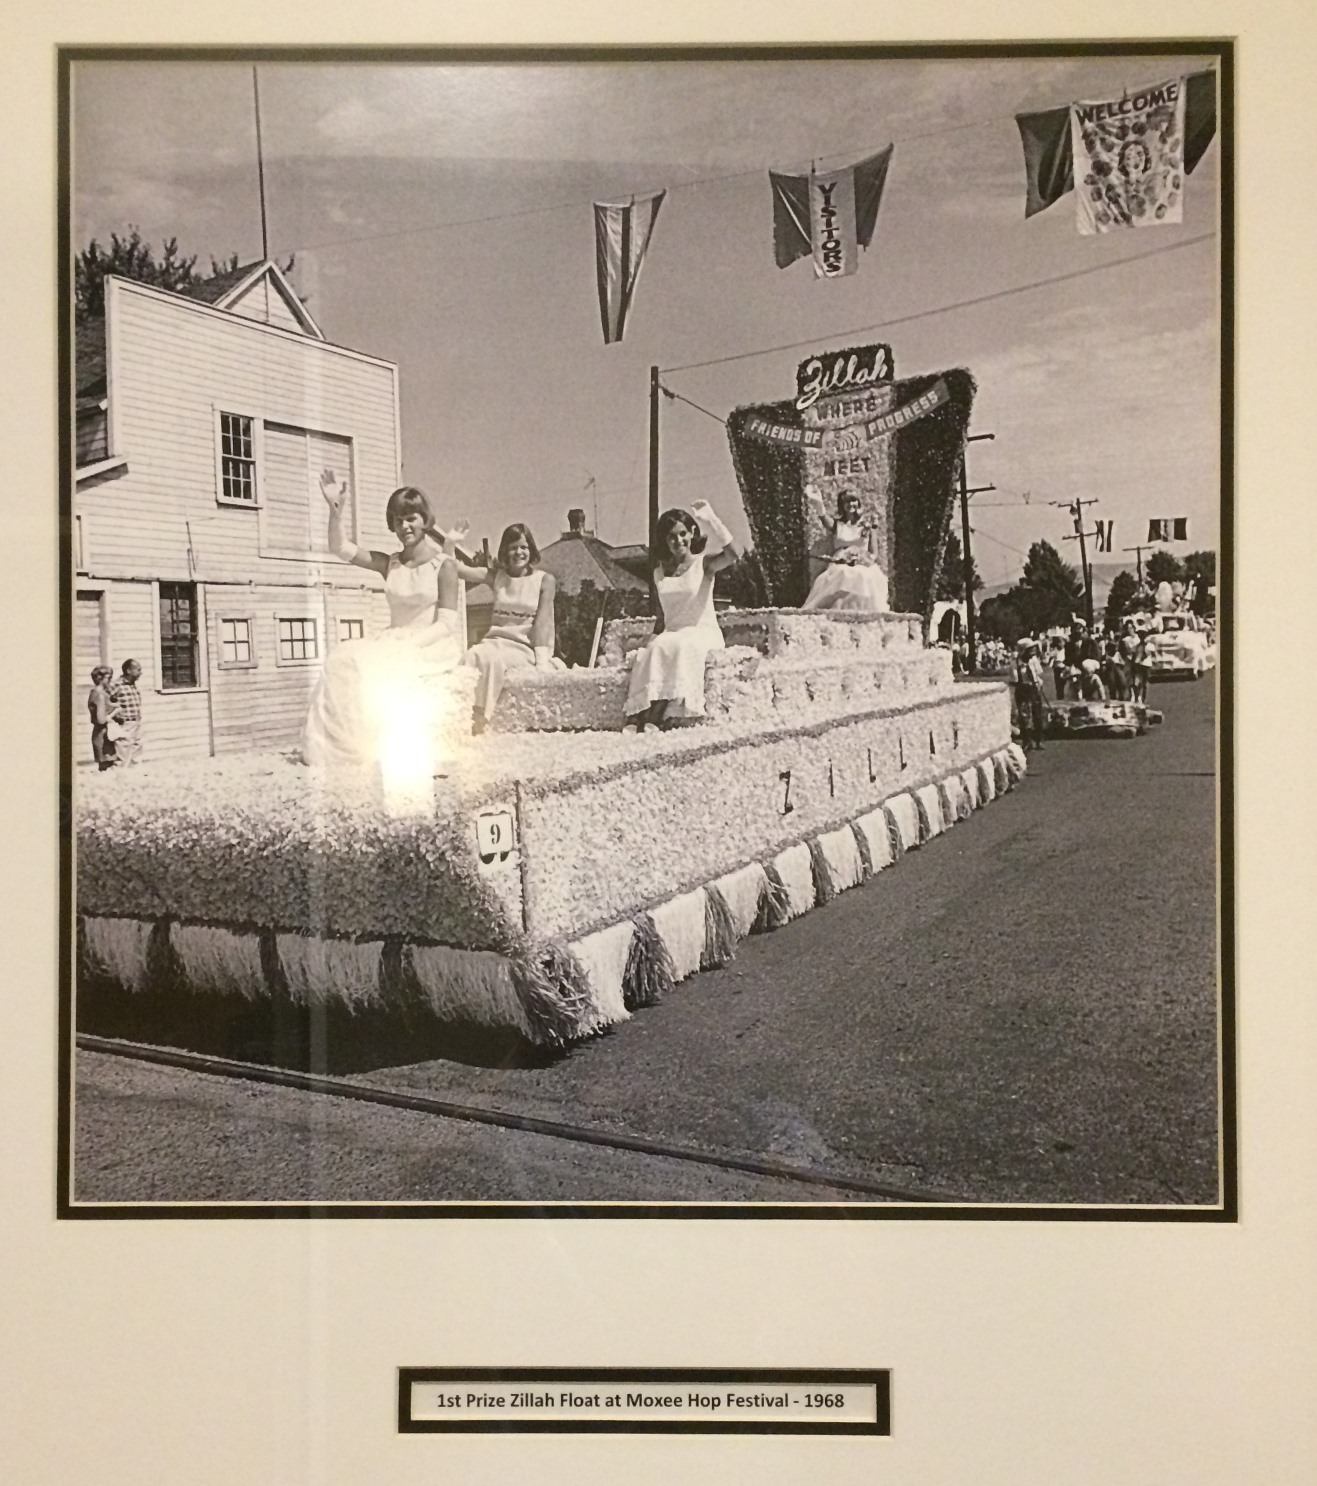 WELCOME
VISITORS
Zillah
WHERE
FRIENDS OF PROGRESS
MEET
ZILLAH
9
1st Prize Zillah Float at Moxee Hop Festival - 1968